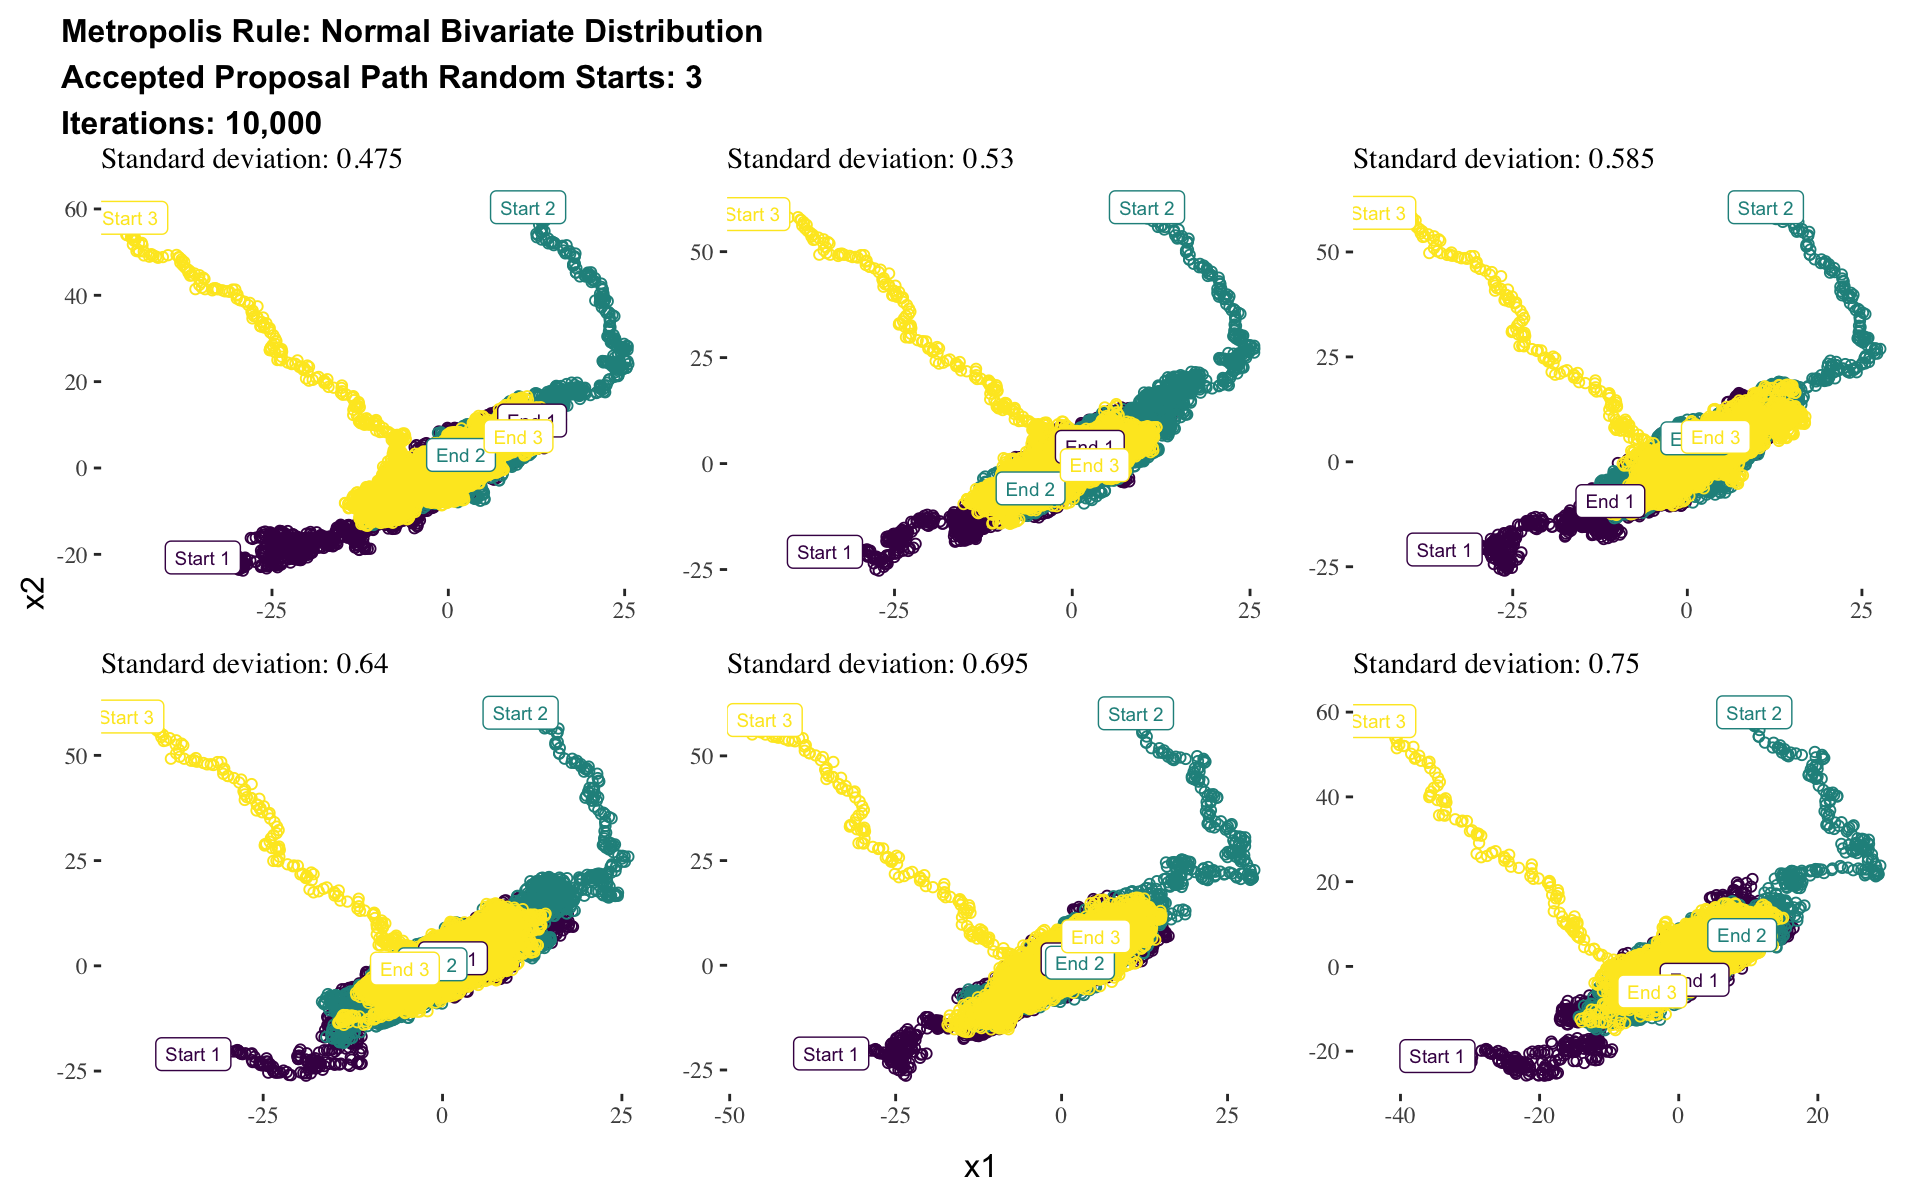 Metropolis Rule: Normal Bivariate Distribution
Accepted Proposal Path Random Starts: 3
Iterations: 10,000
Standard deviation: 0.475
Start 3
Start 2
End 1
End 3
End 2
Start 1
60
40
20
0
-20
-25
0
25
Standard deviation: 0.53
Start 3
Start 2
End 1
End 3
End 2
Start 1
50
25
0
-25
-25
0
25
Standard deviation: 0.585
Start 3
Start 2
End 3
End 1
Start 1
50
25
0
-25
-25
0
25
x2
Standard deviation: 0.64
Start 3
Start 2
1
2
End 3
Start 1
50
25
0
-25
-25
0
25
Standard deviation: 0.695
Start 3
Start 2
End 3
End 2
Start 1
50
25
0
-25
-50
-25
0
25
Standard deviation: 0.75
Start 3
Start 2
End 2
End 1
End 3
Start 1
60
40
20
0
-20
-40
-20
0
20
x1